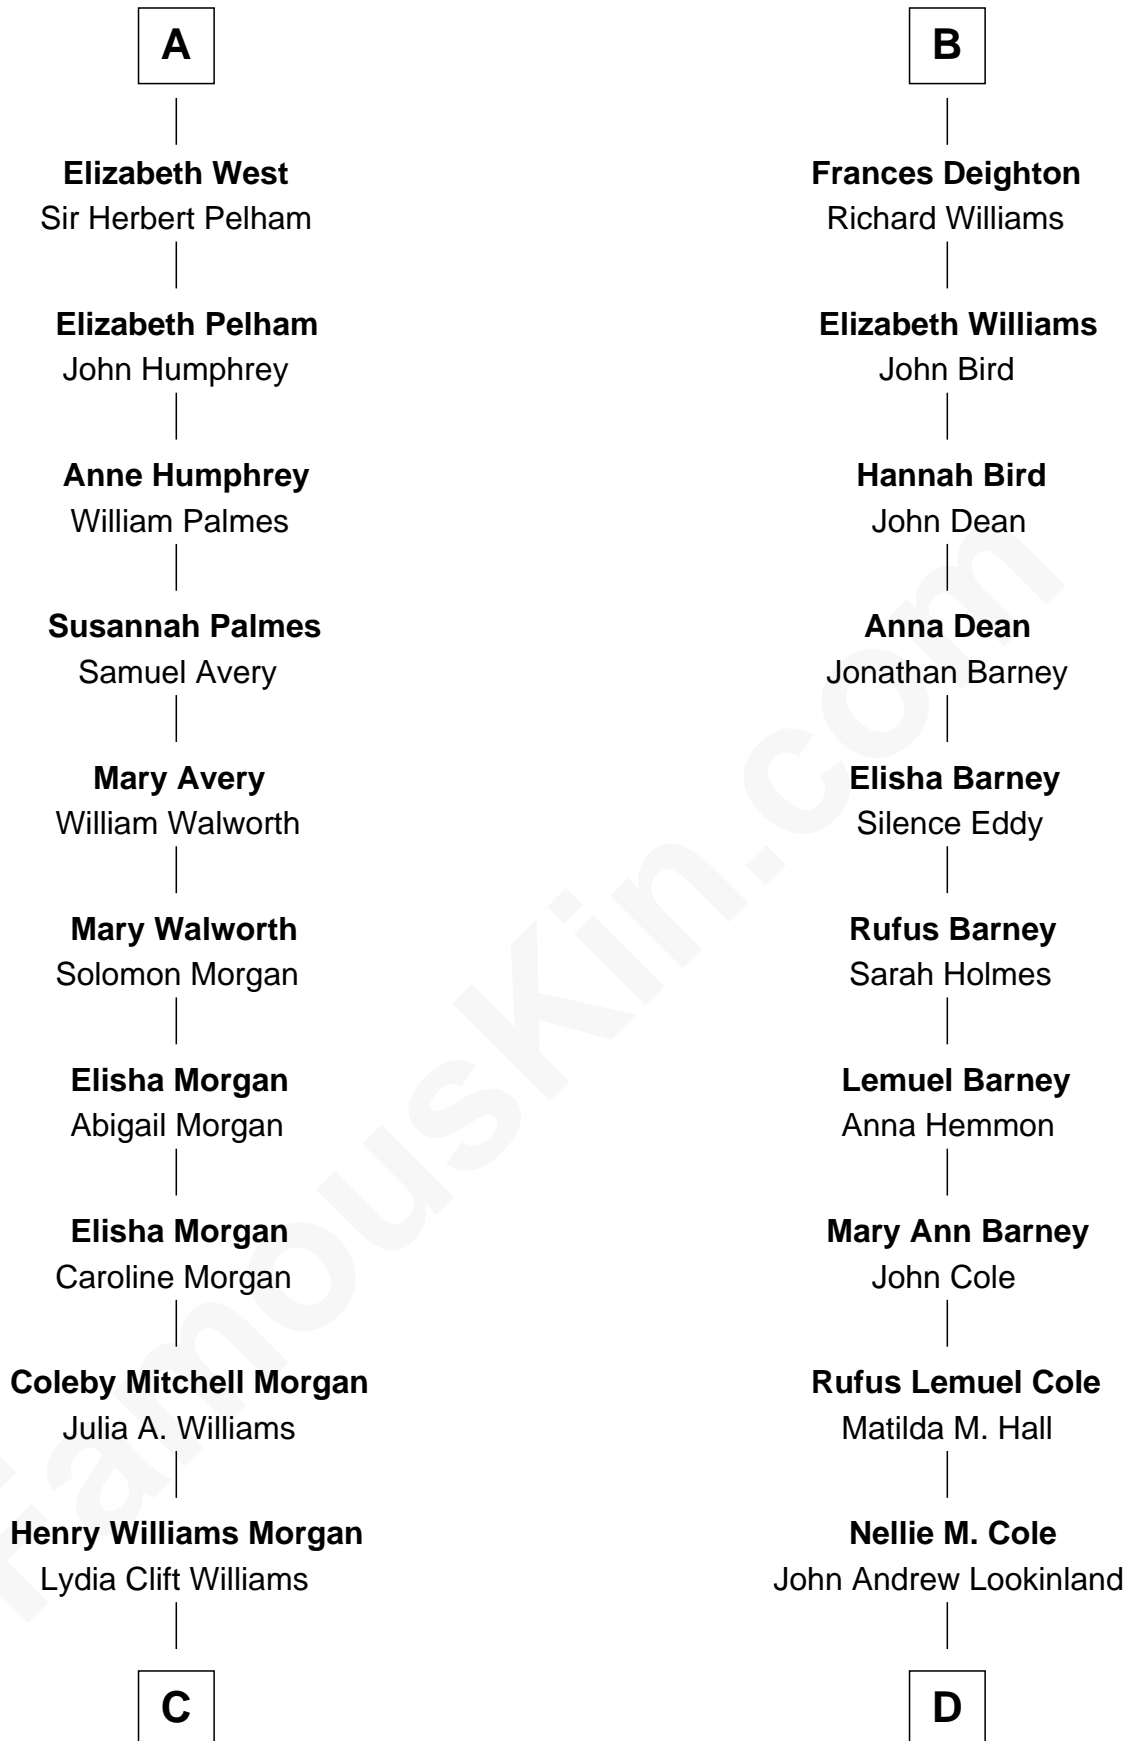 A
Elizabeth West
Sir Herbert Pelham
Elizabeth Pelham
John Humphrey
Anne Humphrey
William Palmes
Susannah Palmes
Samuel Avery
Mary Avery
William Walworth
Mary Walworth
Solomon Morgan
Elisha Morgan
Abigail Morgan
Elisha Morgan
Caroline Morgan
Coleby Mitchell Morgan
Julia A. Williams
Henry Williams Morgan
Lydia Clift Williams
C
B
Frances Deighton
Richard Williams
Elizabeth Williams
John Bird
Hannah Bird
John Dean
Anna Dean
Jonathan Barney
Elisha Barney
Silence Eddy
Rufus Barney
Sarah Holmes
Lemuel Barney
Anna Hemmon
Mary Ann Barney
John Cole
Rufus Lemuel Cole
Matilda M. Hall
Nellie M. Cole
John Andrew Lookinland
D
FamousKin.com